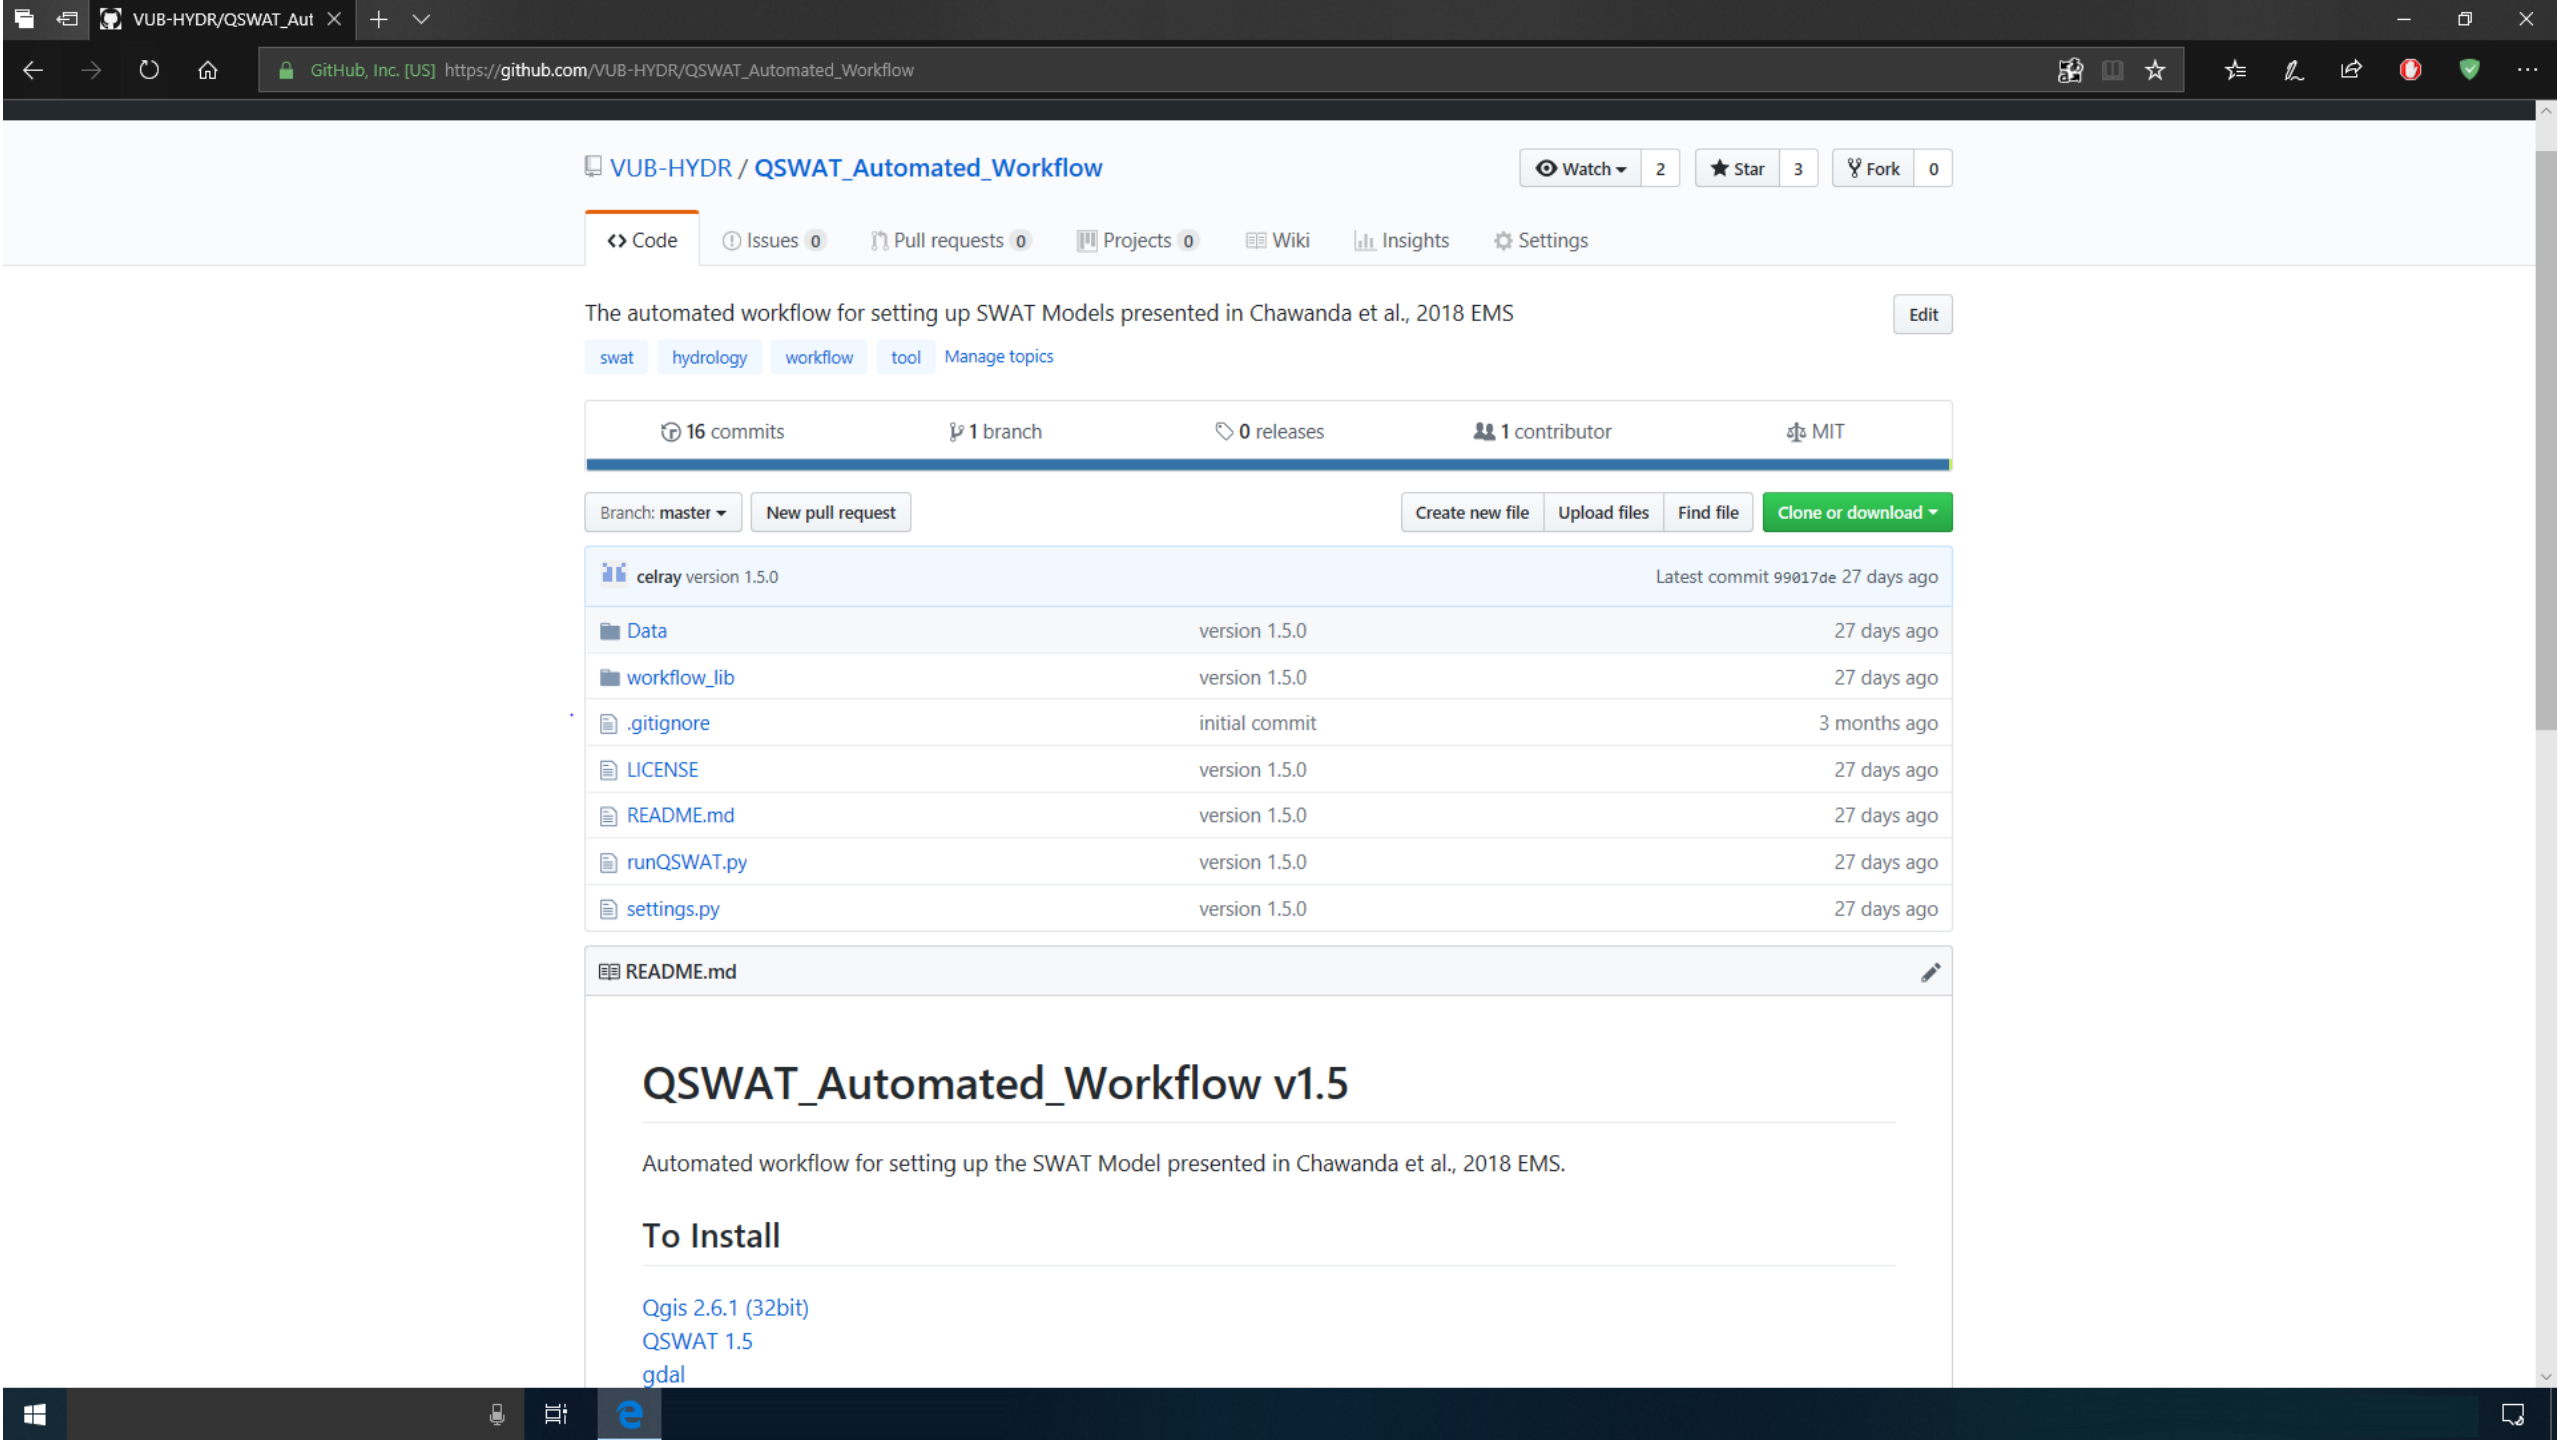 VUB-HYDR/QSWAT_Aut
GitHub, Inc. [US] https://github.com/VUB-HYDR/QSWAT_Automated_Workflow
VUB-HYDR / QSWAT_Automated_Workflow
Watch 2 Star 3 Fork 0
Code Issues 0 Pull requests 0 Projects 0 Wiki Insights Settings
The automated workflow for setting up SWAT Models presented in Chawanda et al., 2018 EMS
Edit
swat hydrology workflow tool Manage topics
16 commits 1 branch 0 releases 1 contributor MIT
Branch: master New pull request Create new file Upload files Find file Clone or download
celray version 1.5.0 Latest commit 99017de 27 days ago
Data version 1.5.0 27 days ago
workflow_lib version 1.5.0 27 days ago
.gitignore initial commit 3 months ago
LICENSE version 1.5.0 27 days ago
README.md version 1.5.0 27 days ago
runQSWAT.py version 1.5.0 27 days ago
settings.py version 1.5.0 27 days ago
README.md
QSWAT_Automated_Workflow v1.5
Automated workflow for setting up the SWAT Model presented in Chawanda et al., 2018 EMS.
To Install
Qgis 2.6.1 (32bit)
QSWAT 1.5
gdal